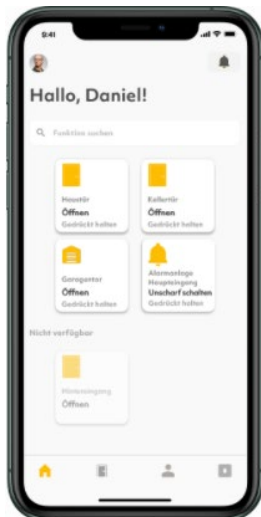 9:41
Hallo, Daniel!
Funktion suchen
Haustür
Öffnen
Gedrückt halten
Kellertür
Öffnen
Gedrückt halten
Garagentor
Öffnen
Gedrückt halten
Alarmanlage
Haupteingang
Unscharf schalten
Gedrückt halten
Nicht verfügbar
Hintereingang
Öffnen